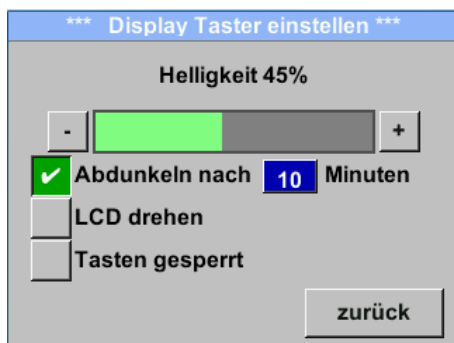 *** Display Taster einstellen ***
Helligkeit 45%
- +
Abdunkeln nach 10 Minuten
LCD drehen
Tasten gesperrt
zurück